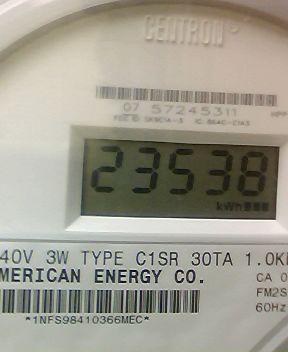 CENTRON
07 57245311
23538
kWh
40V 3W TYPE C1SR 30TA 1.0K
MERICAN ENERGY CO.
CA 0
FM2S
60Hz
*1NFS98410366MEC*